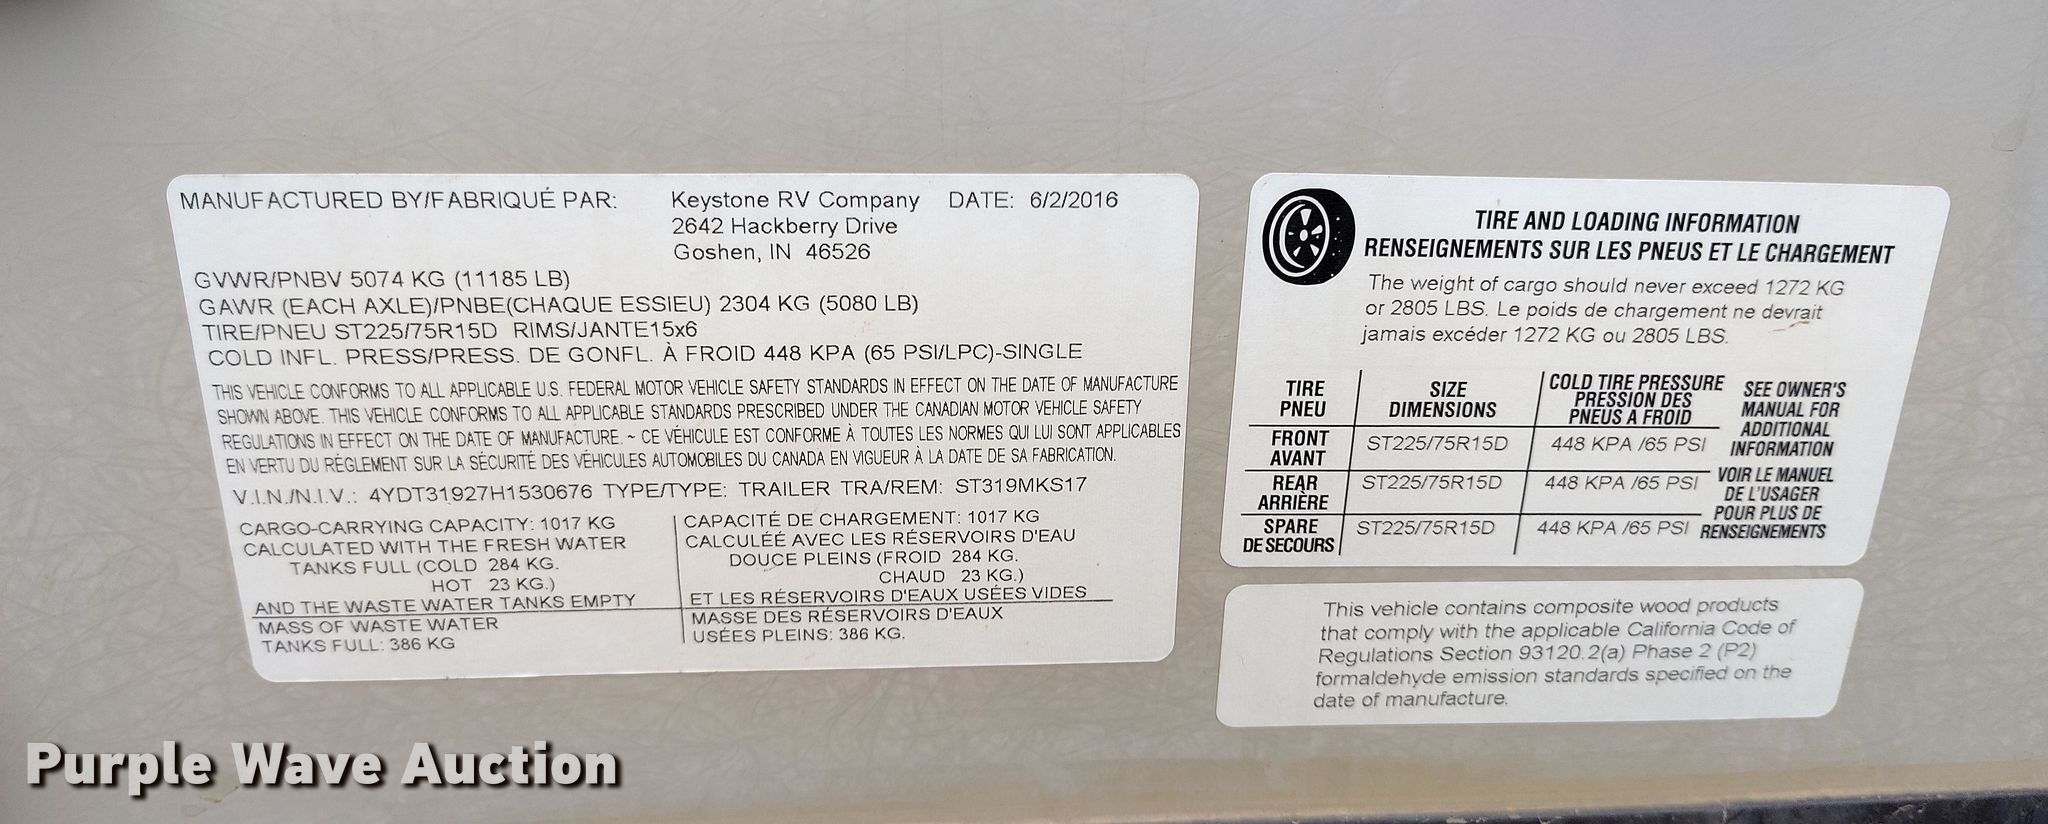 MANUFACTURED BY/FABRIQUÉ PAR: Keystone RV Company DATE: 6/2/2016
2642 Hackberry Drive
Goshen, IN 46526
GVWR/PNBV 5074 KG (11185 LB)
GAWR (EACH AXLE)/PNBE(CHAQUE ESSIEU) 2304 KG (5080 LB)
TIRE/PNEU ST225/75R15D RIMS/JANTE15x6
COLD INFL. PRESS/PRESS. DE GONFL. À FROID 448 KPA (65 PSI/LPC)-SINGLE
THIS VEHICLE CONFORMS TO ALL APPLICABLE U.S. FEDERAL MOTOR VEHICLE SAFETY STANDARDS IN EFFECT ON THE DATE OF MANUFACTURE
SHOWN ABOVE. THIS VEHICLE CONFORMS TO ALL APPLICABLE STANDARDS PRESCRIBED UNDER THE CANADIAN MOTOR VEHICLE SAFETY
REGULATIONS IN EFFECT ON THE DATE OF MANUFACTURE. ~ CE VÉHICULE EST CONFORME À TOUTES LES NORMES QUI LUI SONT APPLICABLES
EN VERTU DU RÉGLEMENT SUR LA SÉCURITÉ DES VÉHICULES AUTOMOBILES DU CANADA EN VIGUEUR À LA DATE DE SA FABRICATION.
V.I.N./N.I.V.: 4YDT31927H1530676 TYPE/TYPE: TRAILER TRA/REM: ST319MKS17
CARGO-CARRYING CAPACITY: 1017 KG
CALCULATED WITH THE FRESH WATER
TANKS FULL (COLD 284 KG.
HOT 23 KG.)
AND THE WASTE WATER TANKS EMPTY
MASS OF WASTE WATER
TANKS FULL: 386 KG
CAPACITÉ DE CHARGEMENT: 1017 KG
CALCULÉÉ AVEC LES RÉSERVOIRS D'EAU
DOUCE PLEINS (FROID 284 KG.
CHAUD 23 KG.)
ET LES RÉSERVOIRS D'EAUX USÉES VIDES
MASSE DES RÉSERVOIRS D'EAUX
USÉES PLEINS: 386 KG.
TIRE AND LOADING INFORMATION
RENSEIGNEMENTS SUR LES PNEUS ET LE CHARGEMENT
The weight of cargo should never exceed 1272 KG
or 2805 LBS. Le poids de chargement ne devrait
jamais excéder 1272 KG ou 2805 LBS.
TIRE
PNEU
SIZE
DIMENSIONS
COLD TIRE PRESSURE
PRESSION DES
PNEUS A FROID
FRONT
AVANT
ST225/75R15D 448 KPA /65 PSI
REAR
ARRIÈRE
ST225/75R15D 448 KPA /65 PSI
SPARE
DE SECOURS
ST225/75R15D 448 KPA /65 PSI
SEE OWNER'S
MANUAL FOR
ADDITIONAL
INFORMATION
VOIR LE MANUEL
DE L'USAGER
POUR PLUS DE
RENSEIGNEMENTS
This vehicle contains composite wood products
that comply with the applicable California Code of
Regulations Section 93120.2(a) Phase 2 (P2)
formaldehyde emission standards specified on the
date of manufacture.
Purple Wave Auction